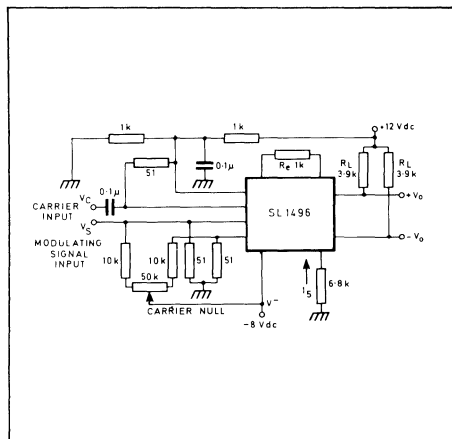 1k
1k
+12 Vdc
51
0·1µ
Re 1k
RL
3·9k
RL
3·9k
0·1µ
VC
CARRIER
INPUT
SL1496
+Vo
VS
MODULATING
SIGNAL
INPUT
−Vo
10k
10k
51
51
50k
I5
6·8k
CARRIER NULL
V−
−8 Vdc